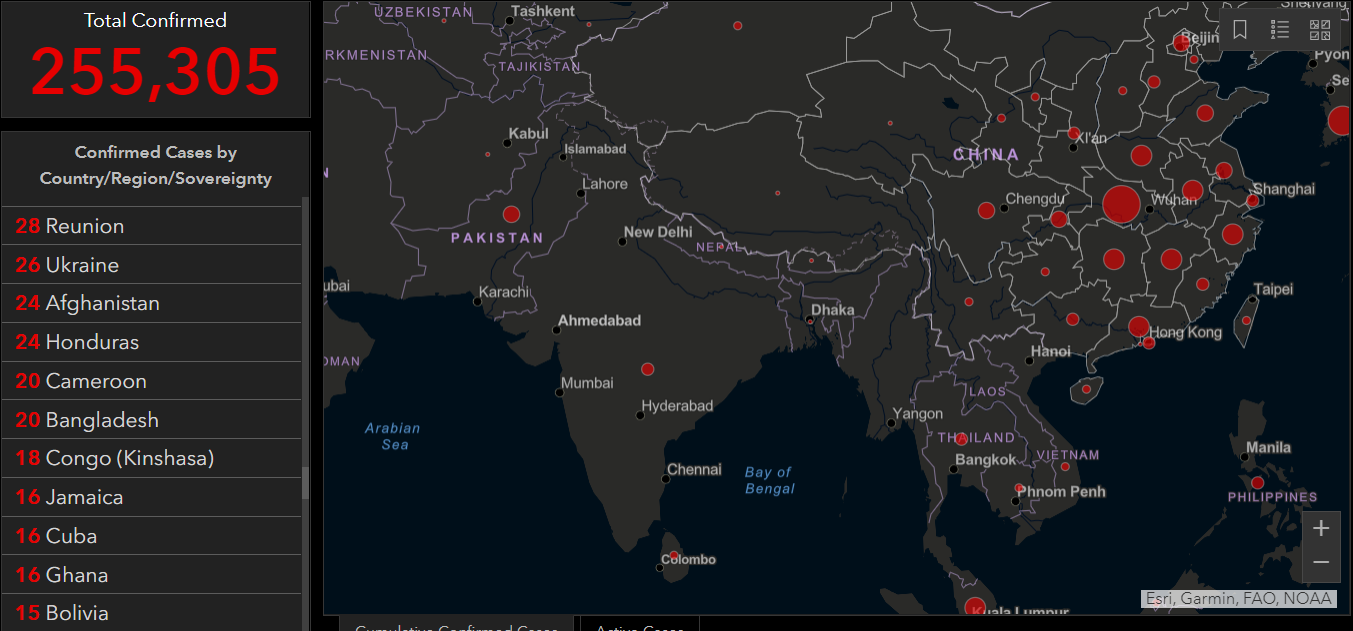 Total Confirmed
255,305
Confirmed Cases by
Country/Region/Sovereignty
28 Reunion
26 Ukraine
24 Afghanistan
24 Honduras
20 Cameroon
20 Bangladesh
18 Congo (Kinshasa)
16 Jamaica
16 Cuba
16 Ghana
15 Bolivia
UZBEKISTAN
Tashkent
RKMENISTAN
TAJIKISTAN
Beijin
Pyon
Se
Kabul
Islamabad
Lahore
CHINA
Xi'an
Chengdu
Wuhan
Shanghai
PAKISTAN
New Delhi
NEPAL
ubai
Karachi
Taipei
Ahmedabad
Dhaka
Hong Kong
Hanoi
OMAN
Mumbai
Hyderabad
LAOS
Yangon
Arabian
Sea
THAILAND
Bangkok
VIETNAM
Manila
Chennai
Bay of
Bengal
Phnom Penh
PHILIPPINES
Colombo
Kuala Lumpur
+
−
Esri, Garmin, FAO, NOAA
Cumulative Confirmed Cases
Active Cases